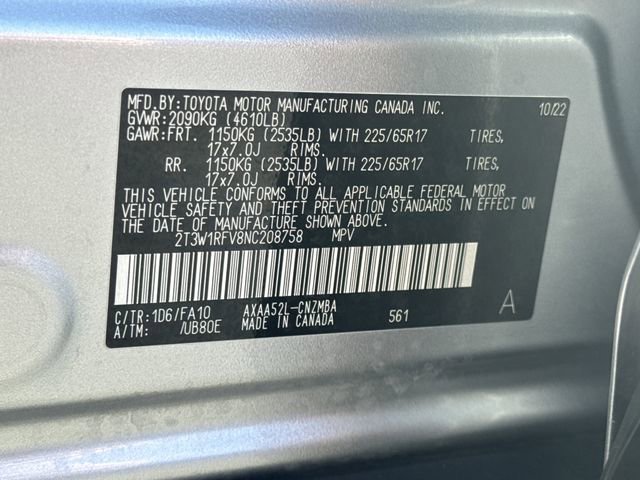 MFD.BY:TOYOTA MOTOR MANUFACTURING CANADA INC. 10/22
GVWR:2090KG (4610LB)
GAWR:FRT. 1150KG (2535LB) WITH 225/65R17 TIRES,
17x7.0J RIMS.
RR. 1150KG (2535LB) WITH 225/65R17 TIRES,
17x7.0J RIMS.
THIS VEHICLE CONFORMS TO ALL APPLICABLE FEDERAL MOTOR
VEHICLE SAFETY AND THEFT PREVENTION STANDARDS IN EFFECT ON
THE DATE OF MANUFACTURE SHOWN ABOVE.
2T3W1RFV8NC208758 MPV
C/TR:1D6/FA10 AXAA52L-CNZMBA A
A/TM: /UB80E MADE IN CANADA 561